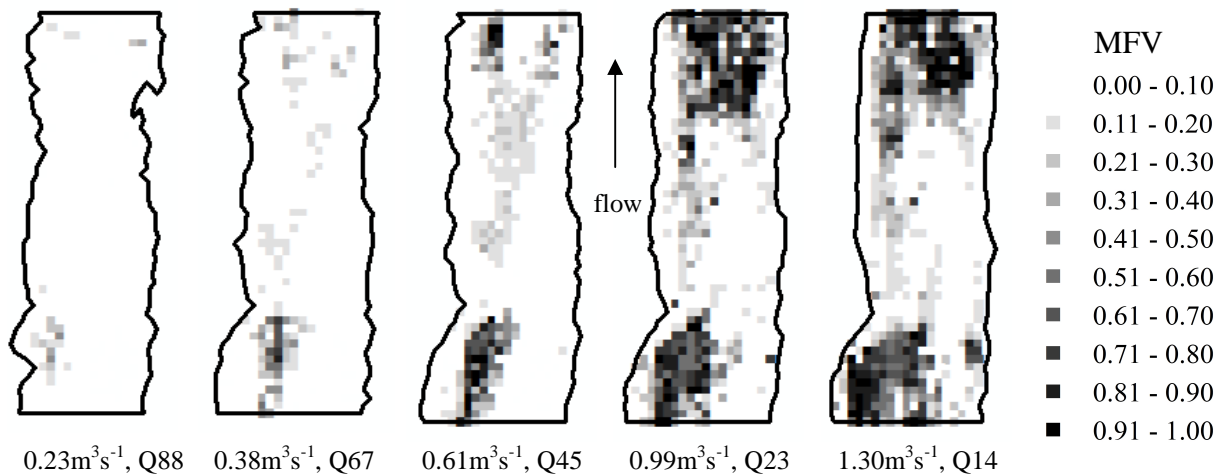 MFV
0.00 - 0.10
0.11 - 0.20
0.21 - 0.30
0.31 - 0.40
0.41 - 0.50
0.51 - 0.60
0.61 - 0.70
0.71 - 0.80
0.81 - 0.90
0.91 - 1.00
flow
0.23m³s⁻¹, Q88
0.38m³s⁻¹, Q67
0.61m³s⁻¹, Q45
0.99m³s⁻¹, Q23
1.30m³s⁻¹, Q14